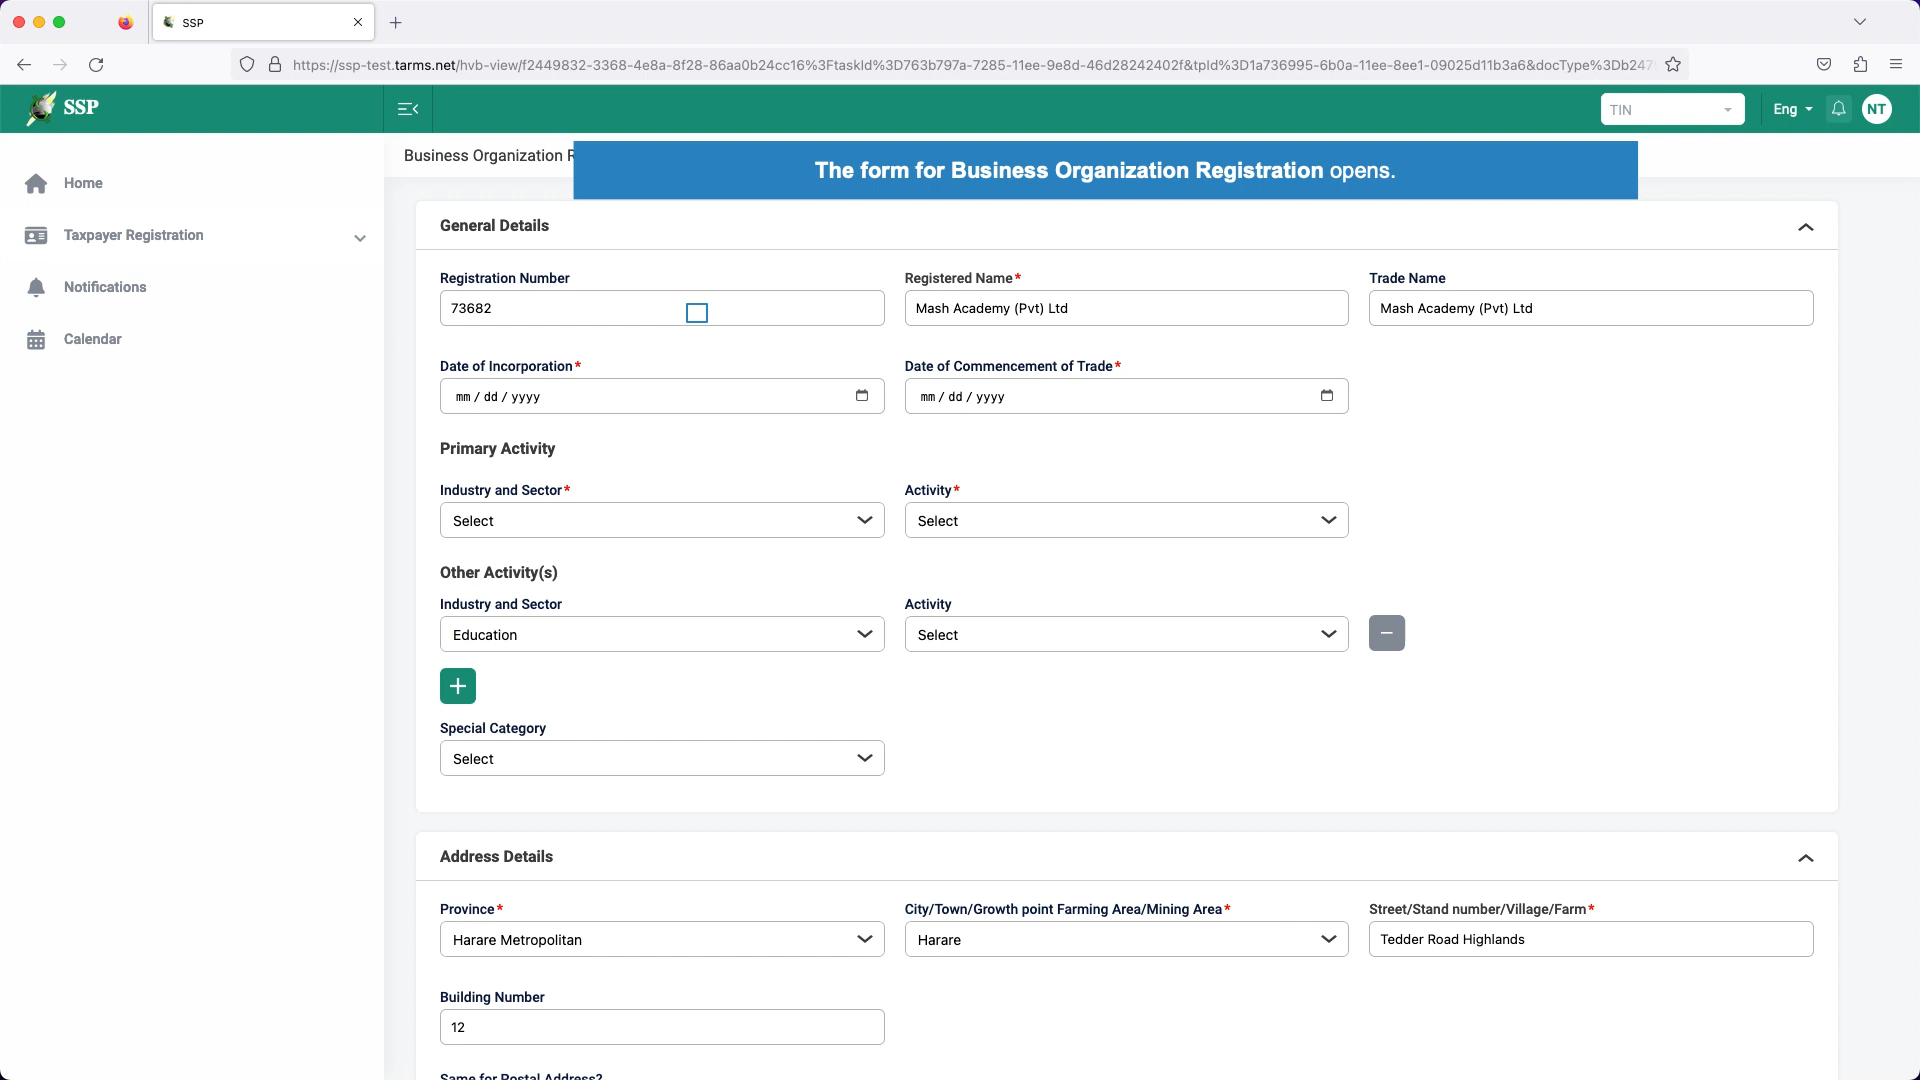 SSP
https://ssp-test.tarms.net/hvb-view/f2449832-3368-4e8a-8f28-86aa0b24cc16%3FtaskId%3D763b797a-7285-11ee-9e8d-46d28242402f&tpId%3D1a736995-6b0a-11ee-8ee1-09025d11b3a6&docType%3Db247
SSP
TIN
Eng
NT
Home
Taxpayer Registration
Notifications
Calendar
Business Organization R
The form for Business Organization Registration opens.
General Details
Registration Number
Registered Name*
Trade Name
73682
Mash Academy (Pvt) Ltd
Mash Academy (Pvt) Ltd
Date of Incorporation*
Date of Commencement of Trade*
mm / dd / yyyy
mm / dd / yyyy
Primary Activity
Industry and Sector*
Activity*
Select
Select
Other Activity(s)
Industry and Sector
Activity
Education
Select
Special Category
Select
Address Details
Province*
City/Town/Growth point Farming Area/Mining Area*
Street/Stand number/Village/Farm*
Harare Metropolitan
Harare
Tedder Road Highlands
Building Number
12
Same for Postal Address?